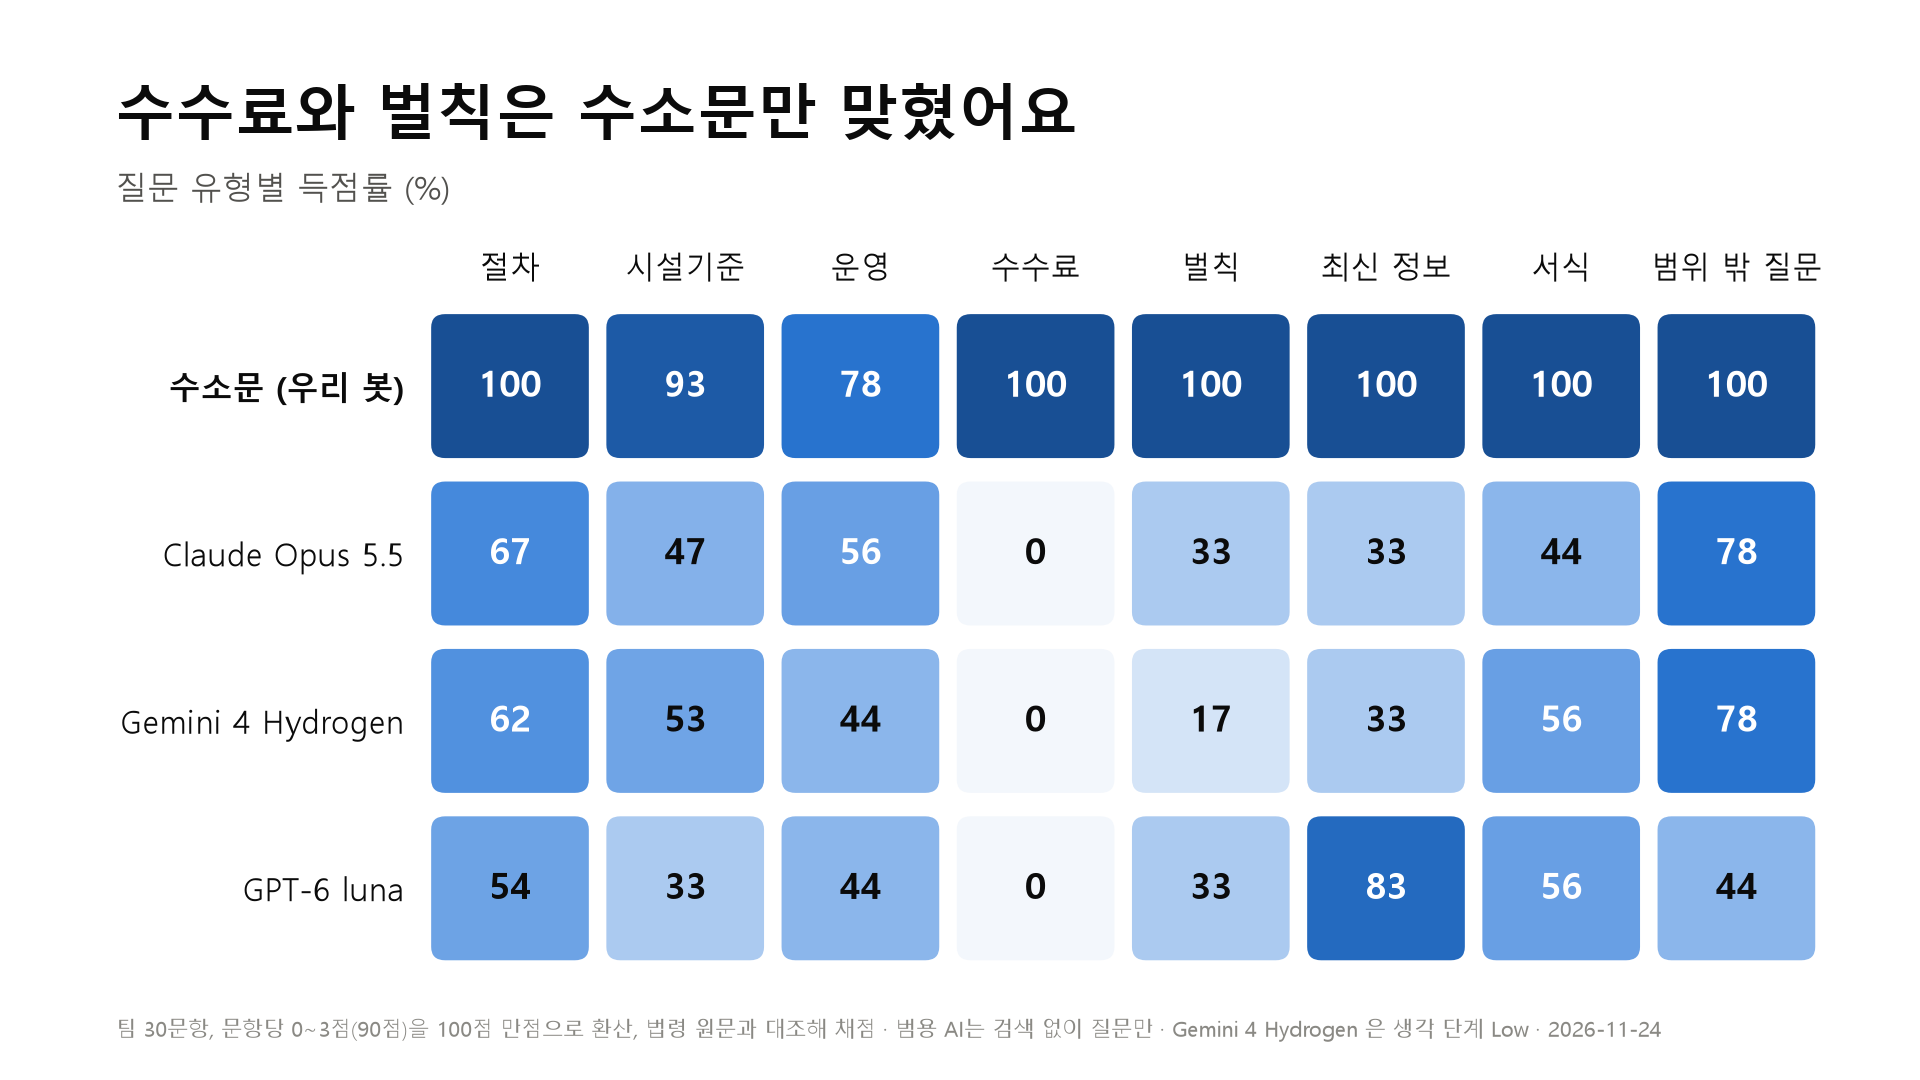 수수료와 벌칙은 수소문만 맞혔어요
질문 유형별 득점률 (%)
절차 시설기준 운영 수수료 벌칙 최신 정보 서식 범위 밖 질문
수소문 (우리 봇) 100 93 78 100 100 100 100 100
Claude Opus 5.5 67 47 56 0 33 33 44 78
Gemini 4 Hydrogen 62 53 44 0 17 33 56 78
GPT-6 luna 54 33 44 0 33 83 56 44
팀 30문항, 문항당 0~3점(90점)을 100점 만점으로 환산, 법령 원문과 대조해 채점 · 범용 AI는 검색 없이 질문만 · Gemini 4 Hydrogen 은 생각 단계 Low · 2026-11-24